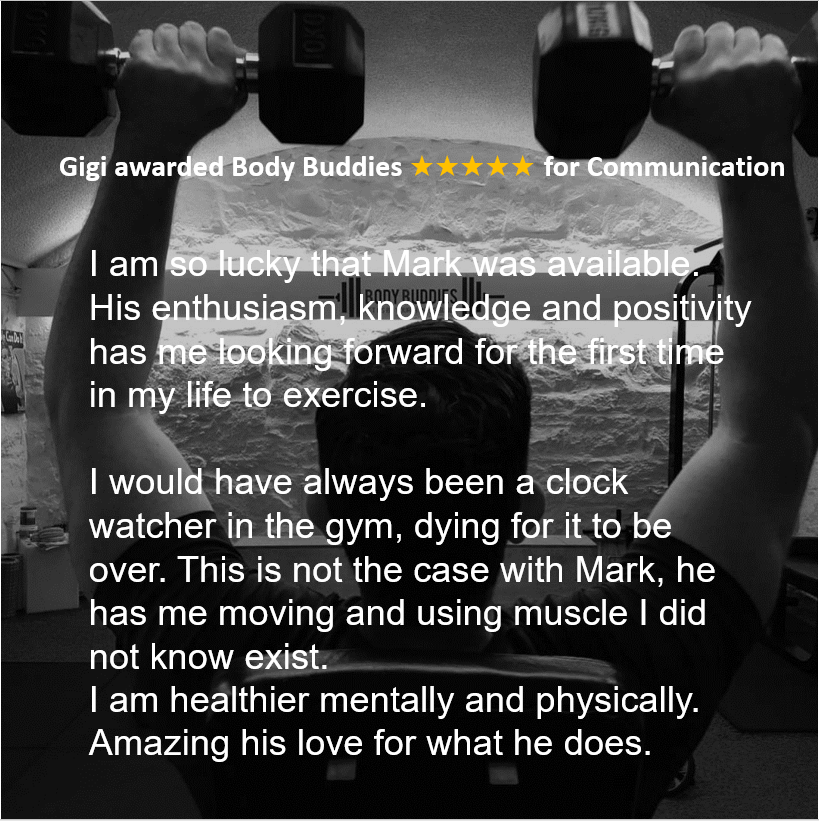 10KG
Gigi awarded Body Buddies ★★★★★ for Communication
I am so lucky that Mark was available.
BODY BUDDIES
His enthusiasm, knowledge and positivity
has me looking forward for the first time
in my life to exercise.
I would have always been a clock
watcher in the gym, dying for it to be
over. This is not the case with Mark, he
has me moving and using muscle I did
not know exist.
I am healthier mentally and physically.
Amazing his love for what he does.